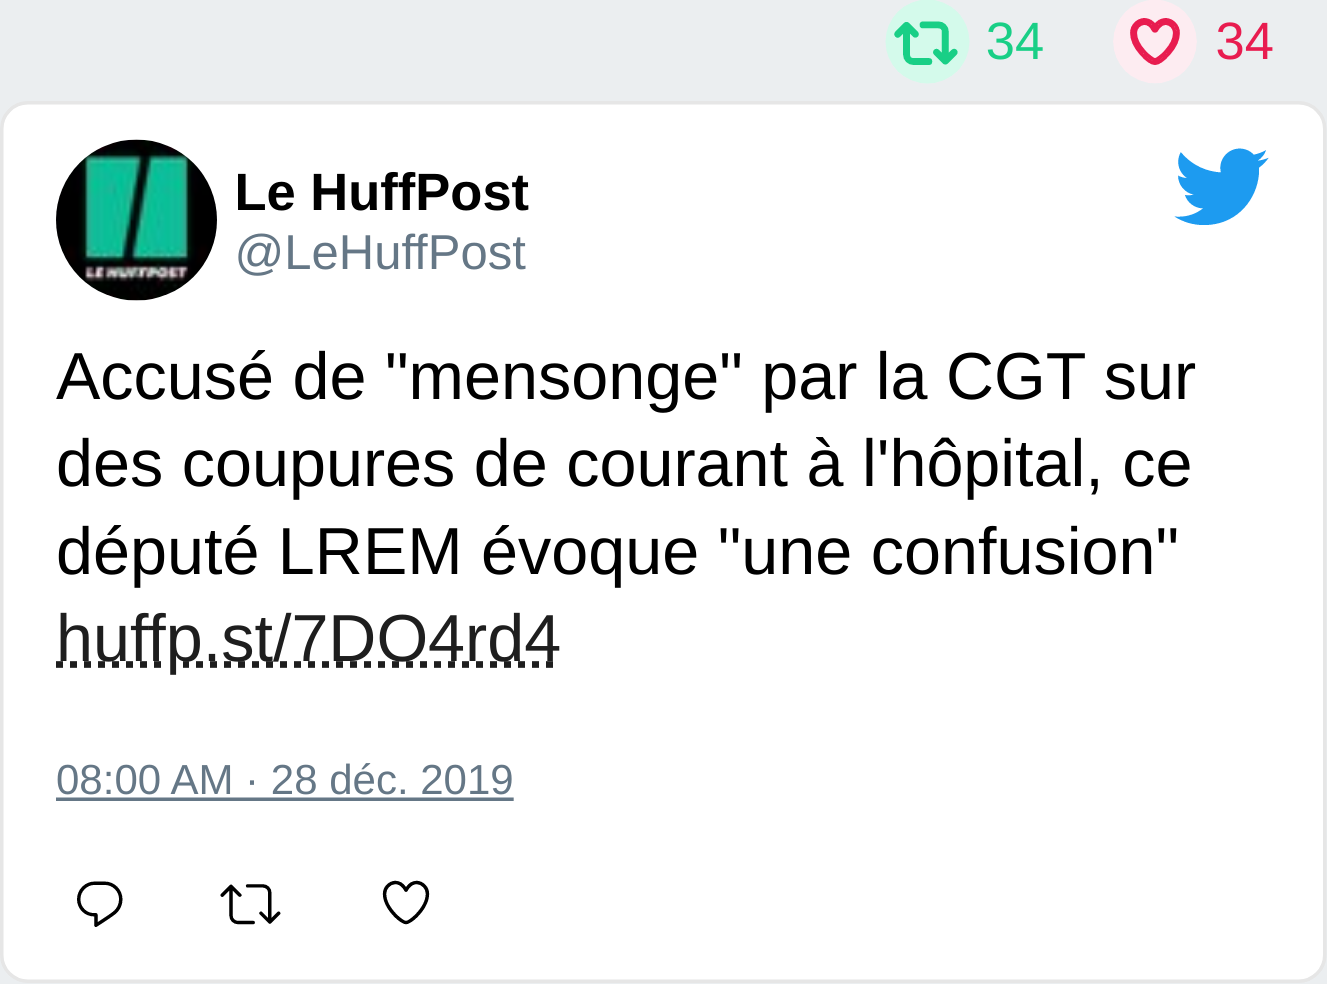 34 34
LE HUFFPOST
Le HuffPost
@LeHuffPost
Accusé de "mensonge" par la CGT sur
des coupures de courant à l'hôpital, ce
député LREM évoque "une confusion"
huffp.st/7DO4rd4
08:00 AM · 28 déc. 2019